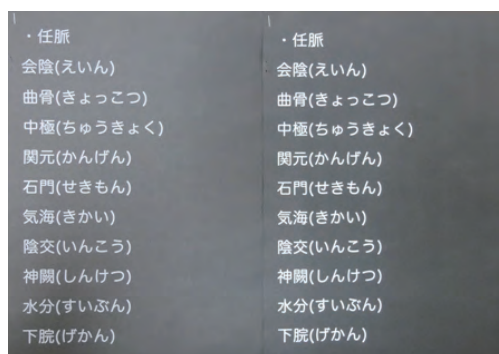 ・任脈
会陰(えいん)
曲骨(きょっこつ)
中極(ちゅうきょく)
関元(かんげん)
石門(せきもん)
気海(きかい)
陰交(いんこう)
神闕(しんけつ)
水分(すいぶん)
下脘(げかん)
・任脈
会陰(えいん)
曲骨(きょっこつ)
中極(ちゅうきょく)
関元(かんげん)
石門(せきもん)
気海(きかい)
陰交(いんこう)
神闕(しんけつ)
水分(すいぶん)
下脘(げかん)